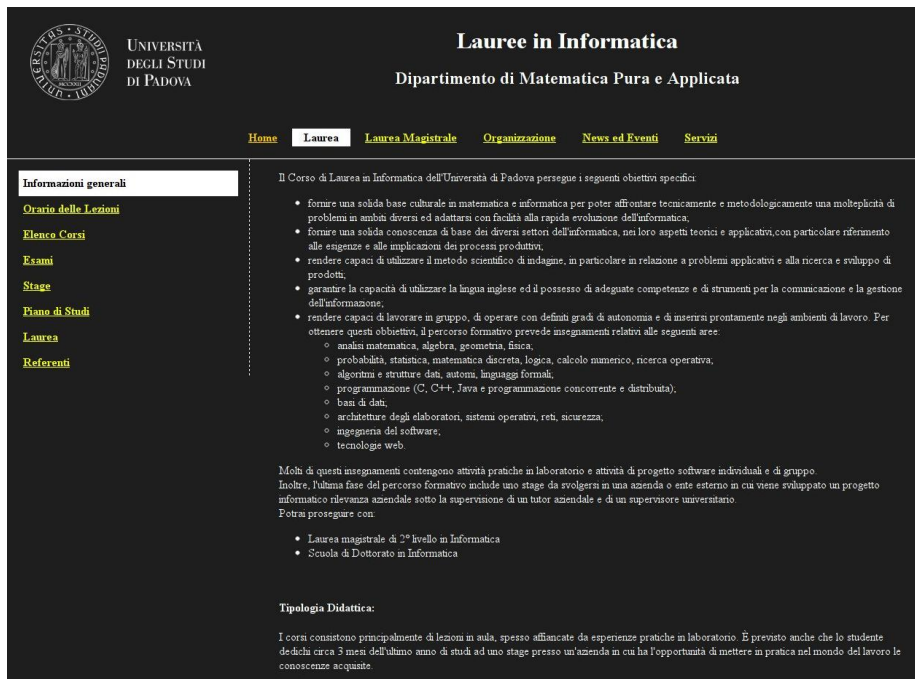 Università
degli Studi
di Padova
Lauree in Informatica
Dipartimento di Matematica Pura e Applicata
Home Laurea Laurea Magistrale Organizzazione News ed Eventi Servizi
Informazioni generali
Orario delle Lezioni
Elenco Corsi
Esami
Stage
Piano di Studi
Laurea
Referenti
Il Corso di Laurea in Informatica dell'Università di Padova persegue i seguenti obiettivi specifici:
• fornire una solida base culturale in matematica e informatica per poter affrontare tecnicamente e metodologicamente una molteplicità di
problemi in ambiti diversi ed adattarsi con facilità alla rapida evoluzione dell'informatica;
• fornire una solida conoscenza di base dei diversi settori dell'informatica, nei loro aspetti teorici e applicativi,con particolare riferimento
alle esigenze e alle implicazioni dei processi produttivi;
• rendere capaci di utilizzare il metodo scientifico di indagine, in particolare in relazione a problemi applicativi e alla ricerca e sviluppo di
prodotti;
• garantire la capacità di utilizzare la lingua inglese ed il possesso di adeguate competenze e di strumenti per la comunicazione e la gestione
dell'informazione;
• rendere capaci di lavorare in gruppo, di operare con definiti gradi di autonomia e di inserirsi prontamente negli ambienti di lavoro. Per
ottenere questi obbiettivi, il percorso formativo prevede insegnamenti relativi alle seguenti aree:
◦ analisi matematica, algebra, geometria, fisica;
◦ probabilità, statistica, matematica discreta, logica, calcolo numerico, ricerca operativa;
◦ algoritmi e strutture dati, automi, linguaggi formali;
◦ programmazione (C, C++, Java e programmazione concorrente e distribuita);
◦ basi di dati;
◦ architetture degli elaboratori, sistemi operativi, reti, sicurezza;
◦ ingegneria del software;
◦ tecnologie web.
Molti di questi insegnamenti contengono attività pratiche in laboratorio e attività di progetto software individuali e di gruppo.
Inoltre, l'ultima fase del percorso formativo include uno stage da svolgersi in una azienda o ente esterno in cui viene sviluppato un progetto
informatico rilevanza aziendale sotto la supervisione di un tutor aziendale e di un supervisore universitario.
Potrai proseguire con:
• Laurea magistrale di 2° livello in Informatica
• Scuola di Dottorato in Informatica
Tipologia Didattica:
I corsi consistono principalmente di lezioni in aula, spesso affiancate da esperienze pratiche in laboratorio. È previsto anche che lo studente
dedichi circa 3 mesi dell'ultimo anno di studi ad uno stage presso un'azienda in cui ha l'opportunità di mettere in pratica nel mondo del lavoro le
conoscenze acquisite.